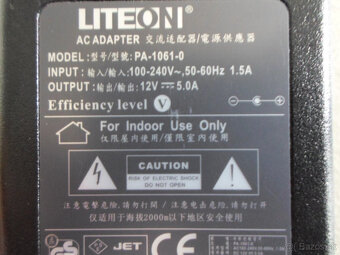 LITEON
AC ADAPTER 交流适配器/電源供應器
MODEL/型号/型號: PA-1061-0
INPUT/输入/輸入: 100-240V~,50-60Hz 1.5A
OUTPUT/输出/輸出: 12V 5.0A
Efficiency level V
For Indoor Use Only
仅限屋内使用/僅限室內使用
CAUTION
RISK OF ELECTRIC SHOCK
DO NOT OPEN
仅适用于海拔2000m以下地区安全使用
JET
CE